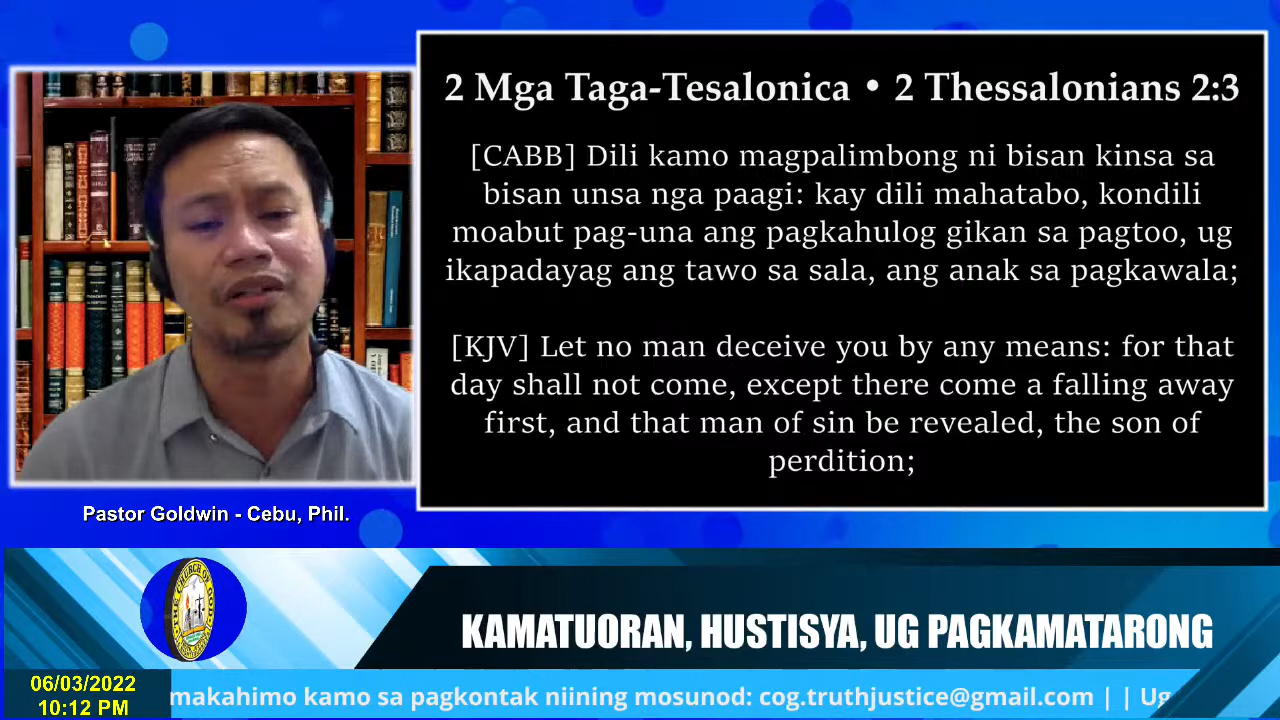 2 Mga Taga-Tesalonica • 2 Thessalonians 2:3
[CABB] Dili kamo magpalimbong ni bisan kinsa sa
bisan unsa nga paagi: kay dili mahatabo, kondili
moabut pag-una ang pagkahulog gikan sa pagtoo, ug
ikapadayag ang tawo sa sala, ang anak sa pagkawala;
[KJV] Let no man deceive you by any means: for that
day shall not come, except there come a falling away
first, and that man of sin be revealed, the son of
perdition;
Pastor Goldwin - Cebu, Phil.
THE CHURCH OF GOD
KAMATUORAN, HUSTISYA, UG PAGKAMATARONG
06/03/2022
10:12 PM
makahimo kamo sa pagkontak niining mosunod: cog.truthjustice@gmail.com | | Ug